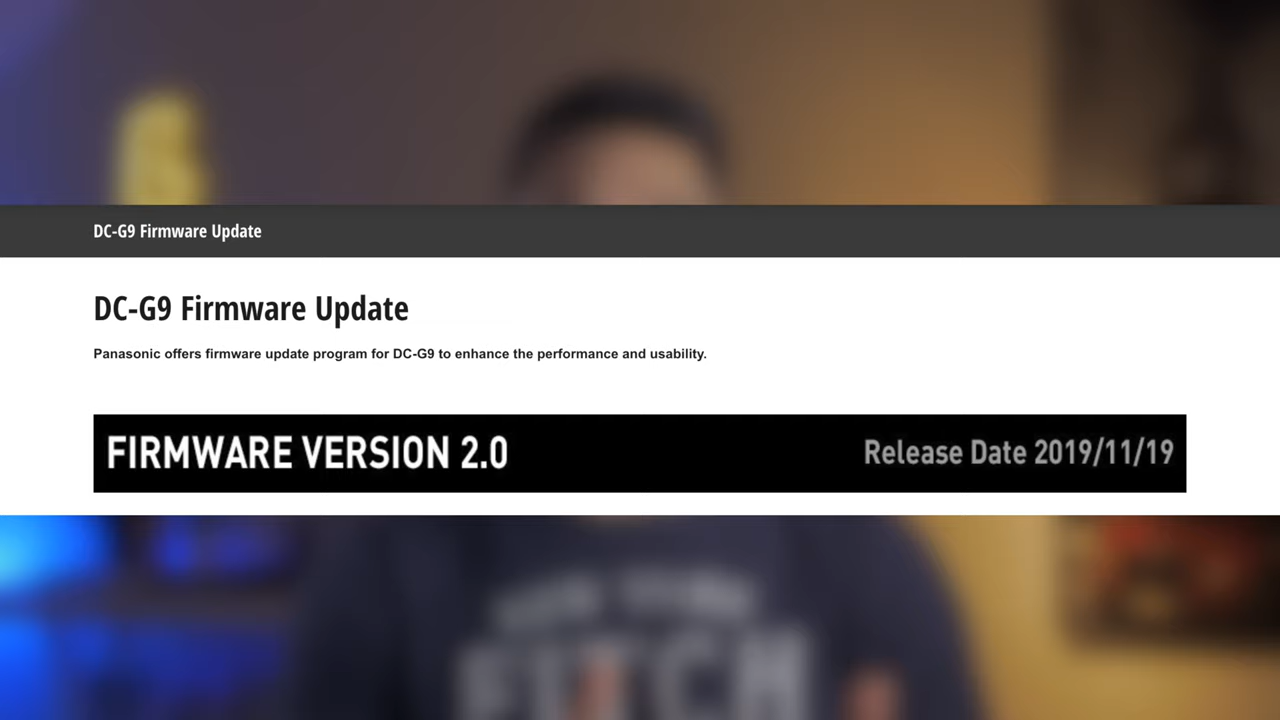 DC-G9 Firmware Update
DC-G9 Firmware Update
Panasonic offers firmware update program for DC-G9 to enhance the performance and usability.
FIRMWARE VERSION 2.0
Release Date 2019/11/19